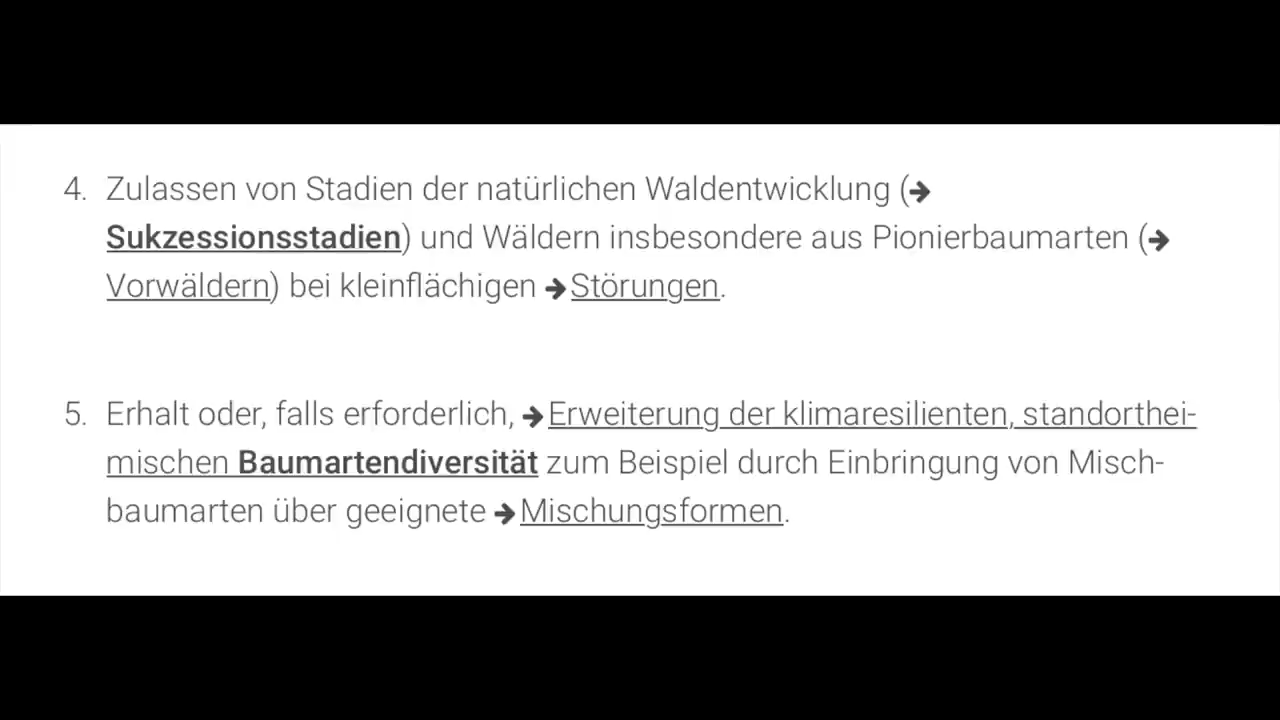 4. Zulassen von Stadien der natürlichen Waldentwicklung (➔
Sukzessionsstadien) und Wäldern insbesondere aus Pionierbaumarten (➔
Vorwäldern) bei kleinflächigen ➔Störungen.
5. Erhalt oder, falls erforderlich, ➔Erweiterung der klimaresilienten, standorthei-
mischen Baumartendiversität zum Beispiel durch Einbringung von Misch-
baumarten über geeignete ➔Mischungsformen.